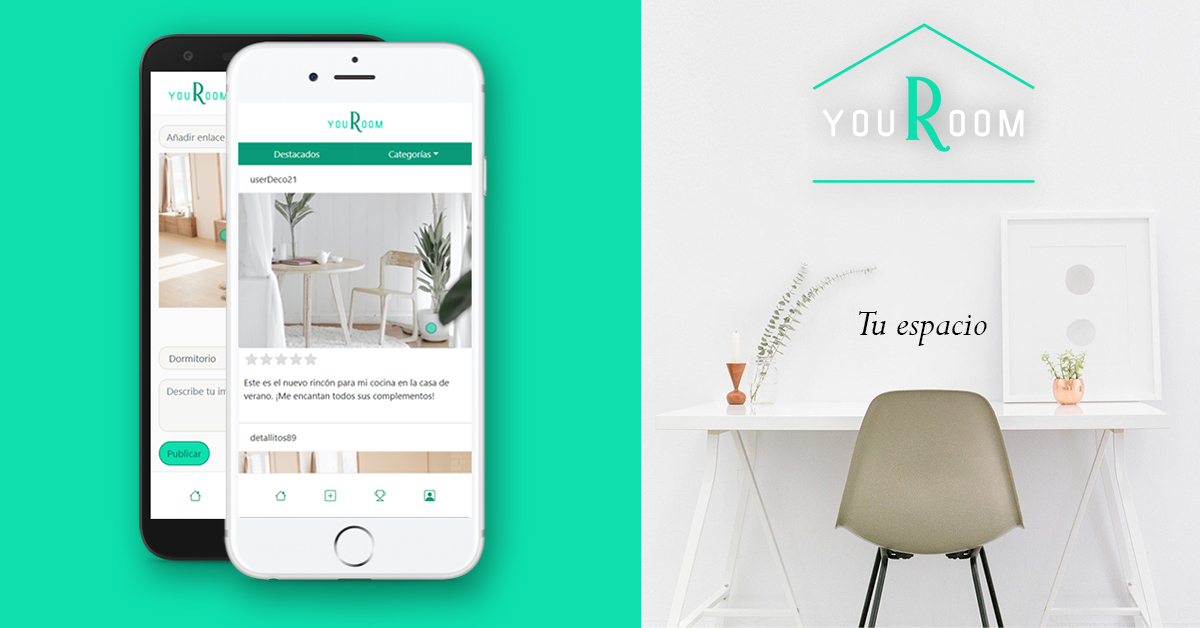 YOUROOM
Añadir enlace
Dormitorio
Describe tu im
Publicar
YOUROOM
Destacados
Categorías
userDeco21
Este es el nuevo rincón para mi cocina en la casa de
verano. ¡Me encantan todos sus complementos!
detallitos89
YOUROOM
Tu espacio